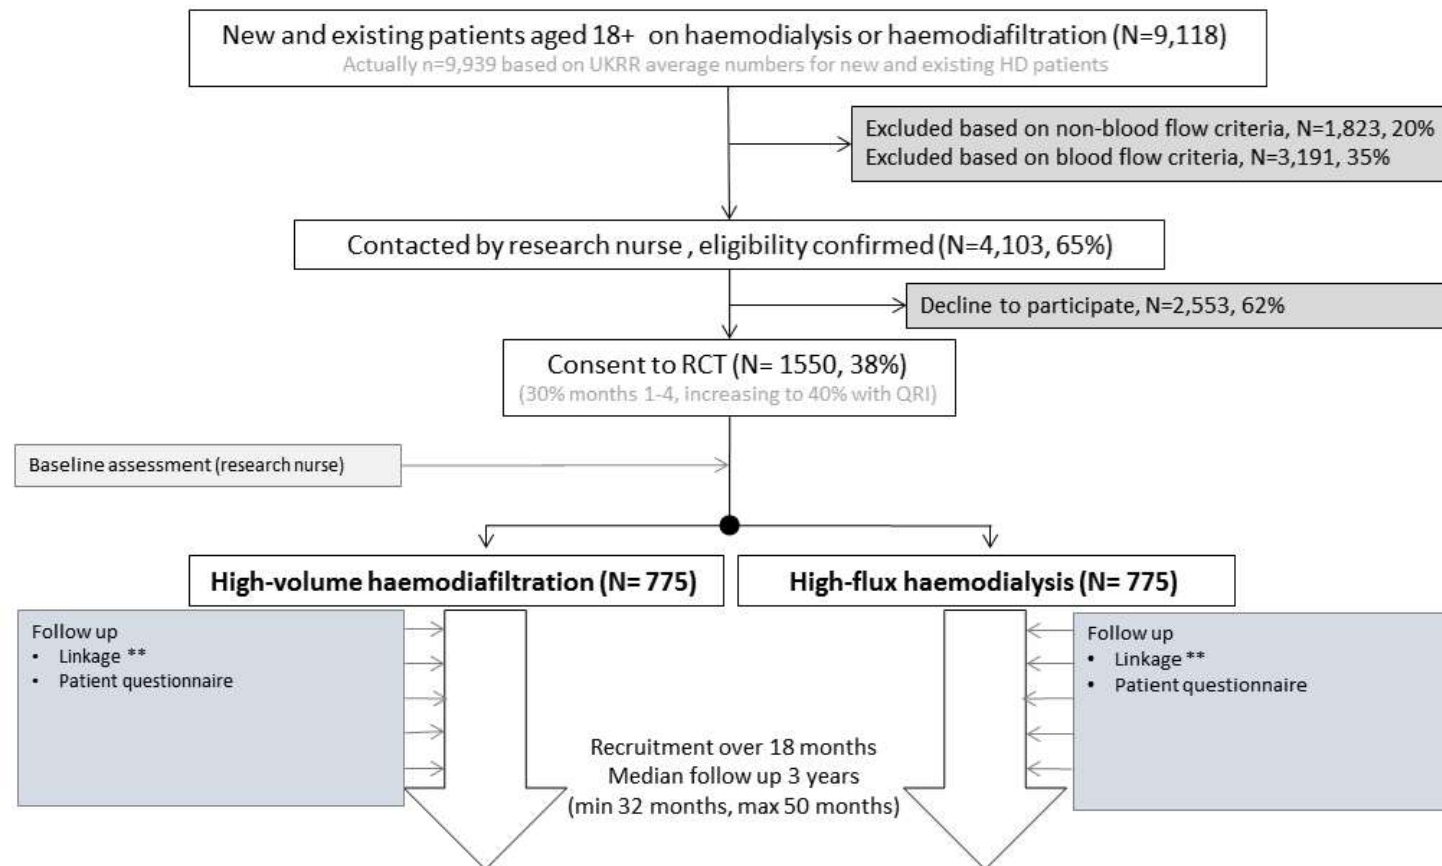 New and existing patients aged 18+ on haemodialysis or haemodiafiltration (N=9,118)
Actually n=9,939 based on UKRR average numbers for new and existing HD patients
Excluded based on non-blood flow criteria, N=1,823, 20%
Excluded based on blood flow criteria, N=3,191, 35%
Contacted by research nurse , eligibility confirmed (N=4,103, 65%)
Decline to participate, N=2,553, 62%
Consent to RCT (N= 1550, 38%)
(30% months 1-4, increasing to 40% with QRI)
Baseline assessment (research nurse)
High-volume haemodiafiltration (N= 775)
High-flux haemodialysis (N= 775)
Follow up
• Linkage **
• Patient questionnaire
Follow up
• Linkage **
• Patient questionnaire
Recruitment over 18 months
Median follow up 3 years
(min 32 months, max 50 months)